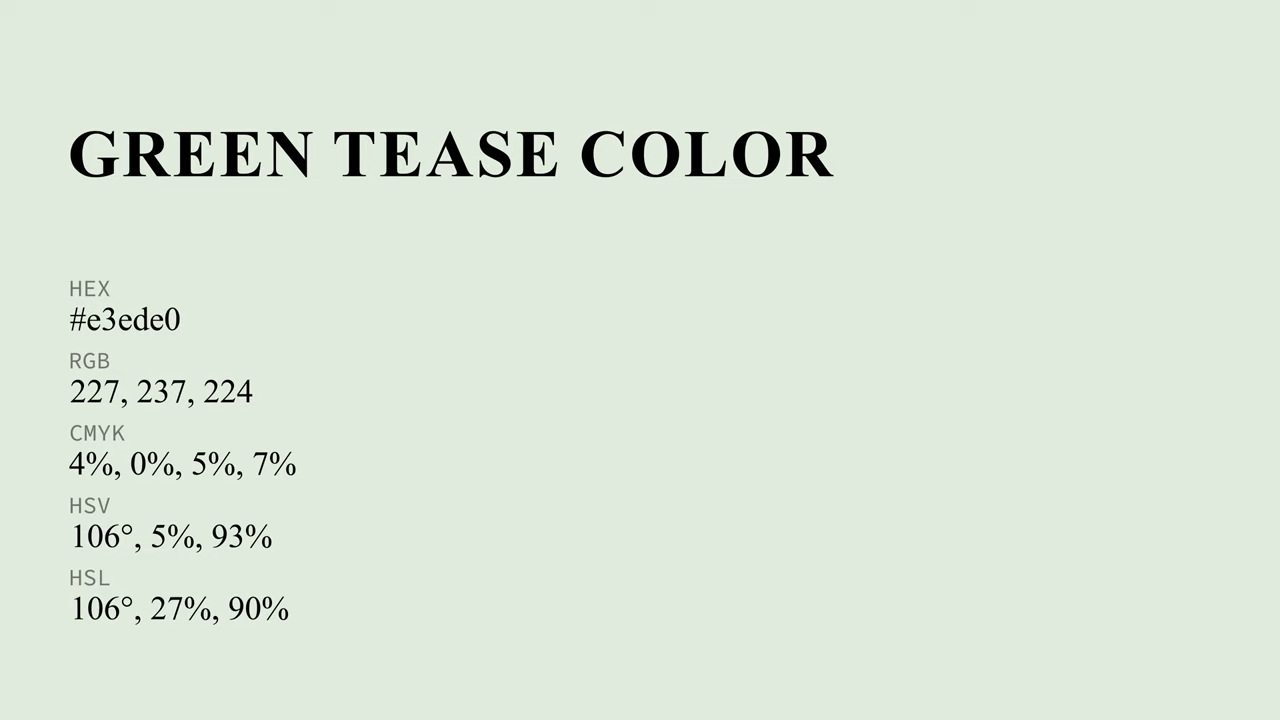 GREEN TEASE COLOR
HEX
#e3ede0
RGB
227, 237, 224
CMYK
4%, 0%, 5%, 7%
HSV
106°, 5%, 93%
HSL
106°, 27%, 90%